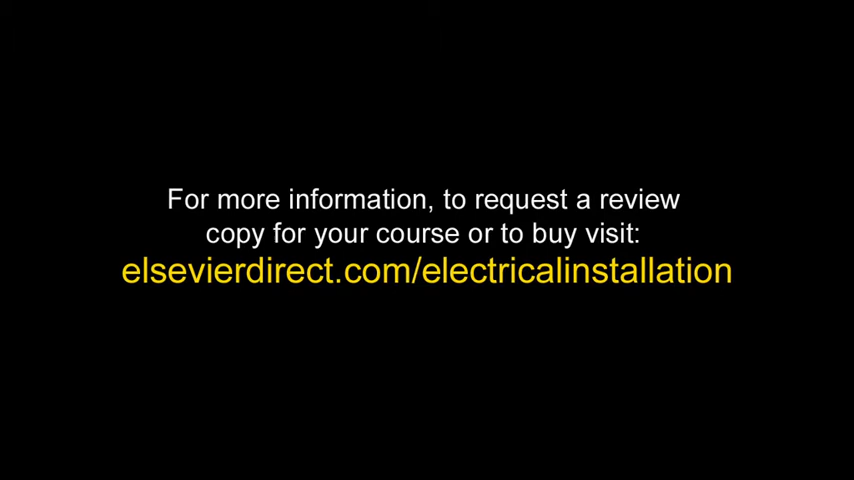 For more information, to request a review
copy for your course or to buy visit:
elsevierdirect.com/electricalinstallation